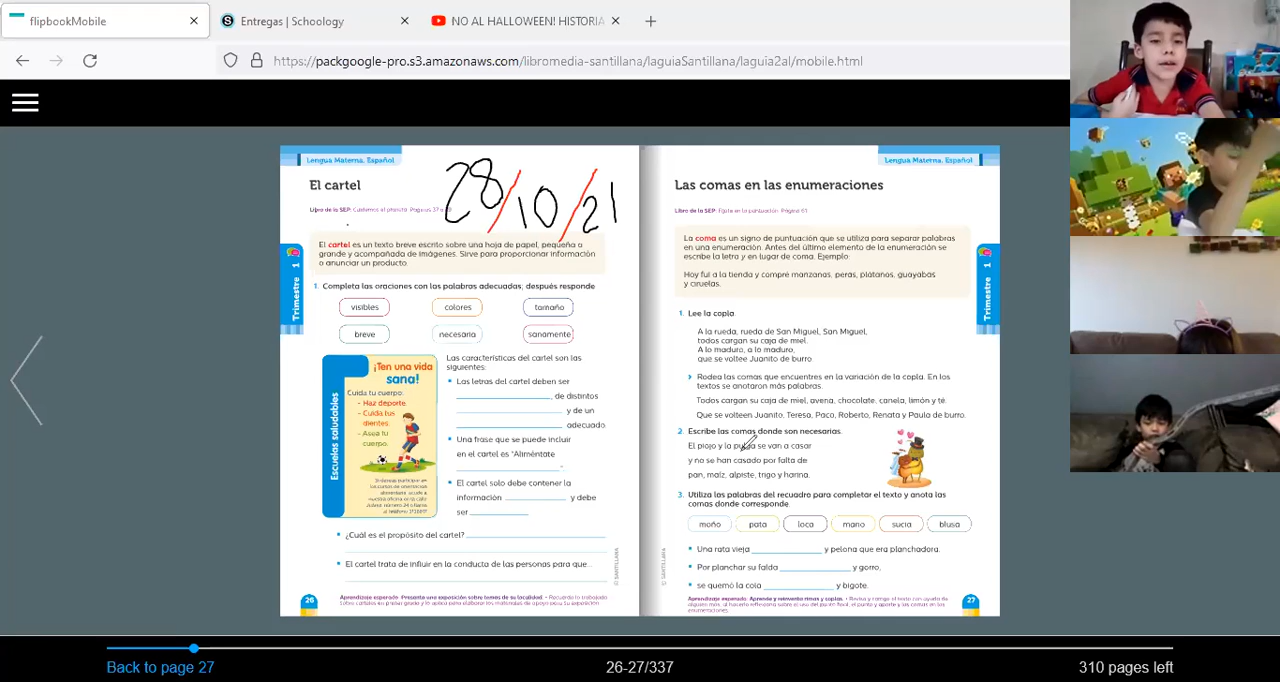 flipbookMobile
Entregas | Schoology
NO AL HALLOWEEN! HISTORIA
https://packgoogle-pro.s3.amazonaws.com/libromedia-santillana/laguiaSantillana/laguia2al/mobile.html
Lengua Materna. Español
El cartel
28/10/21
El cartel es un texto breve escrito sobre una hoja de papel, pequeña o
grande y acompañada de imágenes. Sirve para proporcionar información
o anunciar un producto.
Trimestre 1
1. Completa las oraciones con las palabras adecuadas; después responde
visibles colores tamaño
breve necesaria sanamente
Escuelas saludables
¡Ten una vida
sana!
Cuida tu cuerpo:
- Haz deporte.
- Cuida tus
dientes.
- Asea tu
cuerpo.
Las características del cartel son las
siguientes:
• Las letras del cartel deben ser
, de distintos
y de un
adecuado
• Una frase que se puede incluir
en el cartel es "Aliméntate
".
• El cartel solo debe contener la
información y debe
ser
• ¿Cuál es el propósito del cartel?
• El cartel trata de influir en la conducta de las personas para que...
© SANTILLANA
26
Lengua Materna. Español
Las comas en las enumeraciones
Libro de la SEP: Fíjate en la puntuación. Página 61
La coma es un signo de puntuación que se utiliza para separar palabras
en una enumeración. Antes del último elemento de la enumeración se
escribe la letra y en lugar de coma. Ejemplo:
Hoy fui a la tienda y compré manzanas, peras, plátanos, guayabas
y ciruelas.
Trimestre 1
1. Lee la copla.
A la rueda, rueda de San Miguel, San Miguel,
todos cargan su caja de miel.
A lo maduro, a lo maduro,
que se volteé Juanito de burro
Rodea las comas que encuentres en la variación de la copla. En los
textos se anotaron más palabras.
Todos cargan su caja de miel, avena, chocolate, canela, limón y té.
Que se volteen Juanito, Teresa, Paco, Roberto, Renata y Paula de burro.
2. Escribe las comas donde son necesarias.
El piojo y la pulga se van a casar
y no se han casado por falta de
pan, maíz, alpiste, trigo y harina.
3. Utiliza las palabras del recuadro para completar el texto y anota las
comas donde corresponde.
moño pata loca mano sucia blusa
• Una rata vieja y pelona que era planchadora.
• Por planchar su falda y gorro,
• se quemó la cola y bigote.
© SANTILLANA
27
Back to page 27
26-27/337
310 pages left